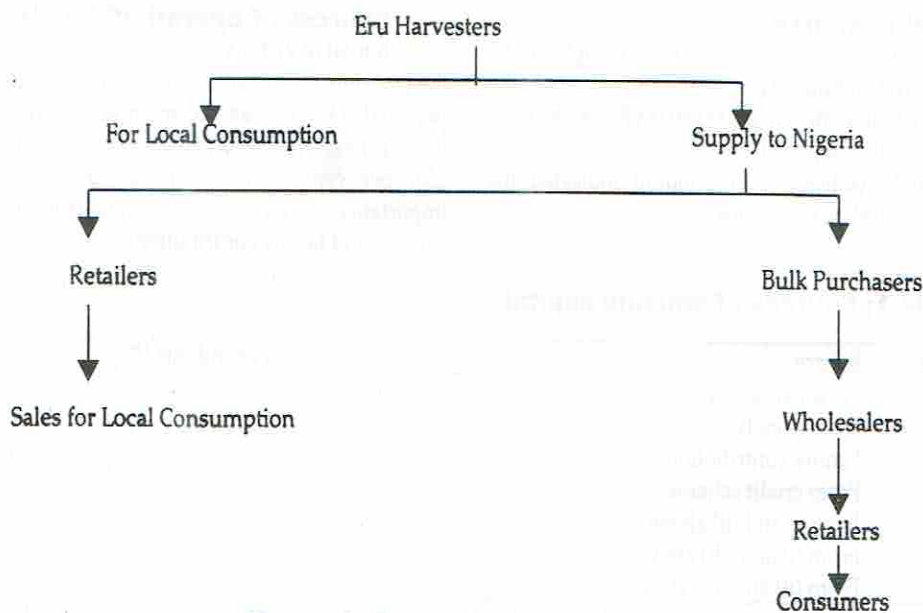 Eru Harvesters
For Local Consumption
Supply to Nigeria
Retailers
Bulk Purchasers
Sales for Local Consumption
Wholesalers
Retailers
Consumers